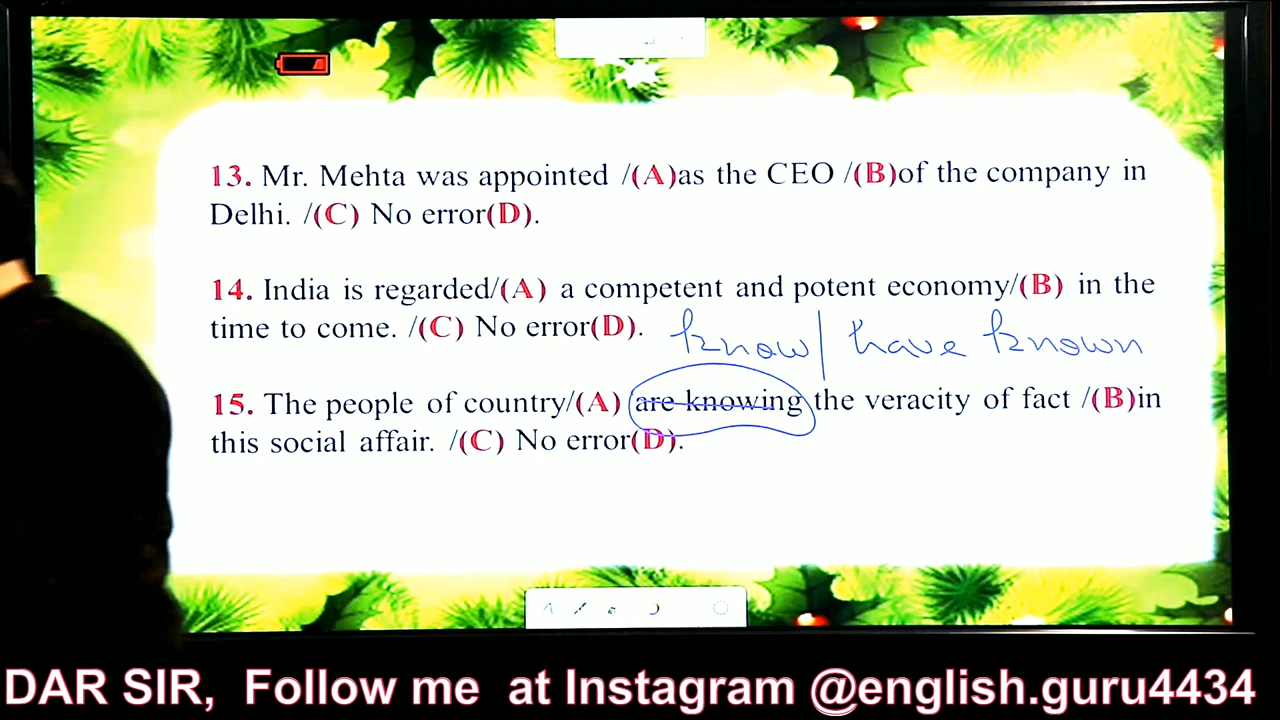 13. Mr. Mehta was appointed /(A)as the CEO /(B)of the company in
Delhi. /(C) No error(D).
14. India is regarded/(A) a competent and potent economy/(B) in the
time to come. /(C) No error(D).
know | have known
15. The people of country/(A) are knowing the veracity of fact /(B)in
this social affair. /(C) No error(D).
DAR SIR, Follow me at Instagram @english.guru4434